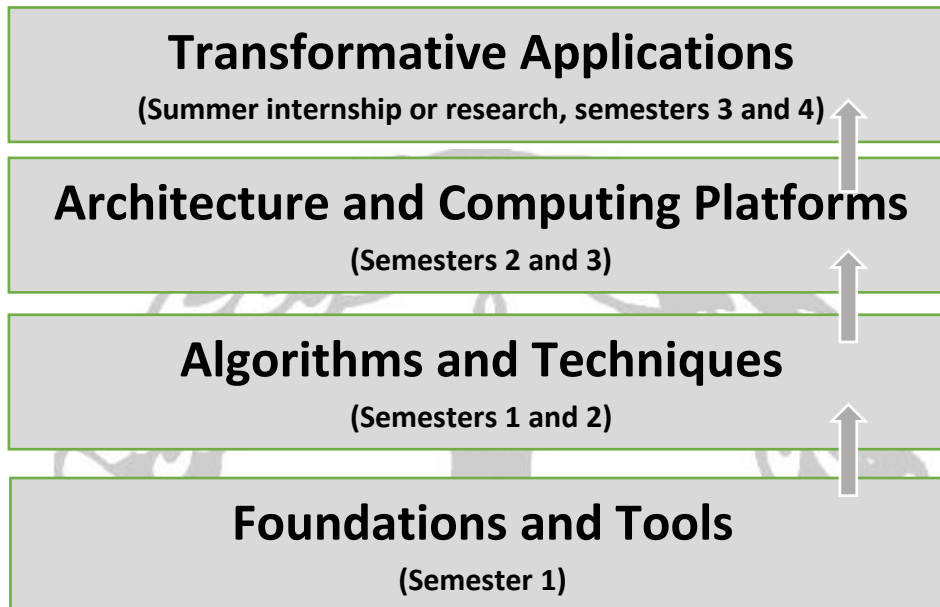 Transformative Applications
(Summer internship or research, semesters 3 and 4)
Architecture and Computing Platforms
(Semesters 2 and 3)
Algorithms and Techniques
(Semesters 1 and 2)
Foundations and Tools
(Semester 1)